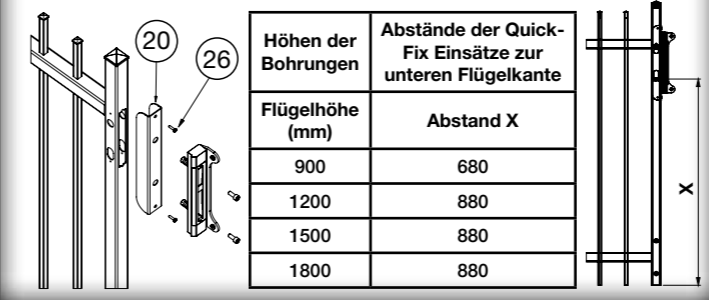 20
26
Höhen der
Bohrungen
Abstände der Quick-
Fix Einsätze zur
unteren Flügelkante
Flügelhöhe
(mm)
Abstand X
900 680
1200 880
1500 880
1800 880
X